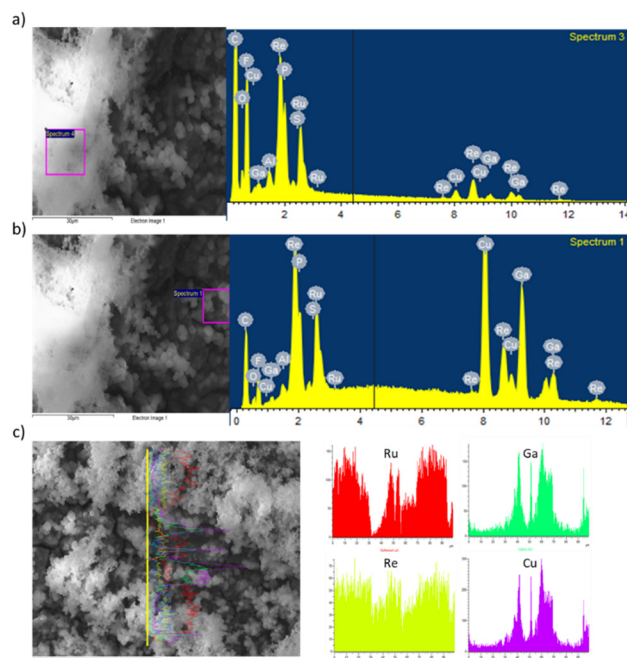 a)
Spectrum 3
C
F
Cu
O
Ga
Al
Re
P
Ru
S
Ru
Re
Cu
Re
Cu
Ga
Re
Ga
Re
2 4 6 8 10 12 14
Spectrum 4
30µm Electron Image 1
b)
Spectrum 1
C
O
F
Cu
Ga
Al
Re
P
Ru
S
Ru
Cu
Re
Re
Cu
Ga
Ga
Re
Re
0 2 4 6 8 10 12
Spectrum 1
30µm Electron Image 1
c)
Ru
Ga
Re
Cu